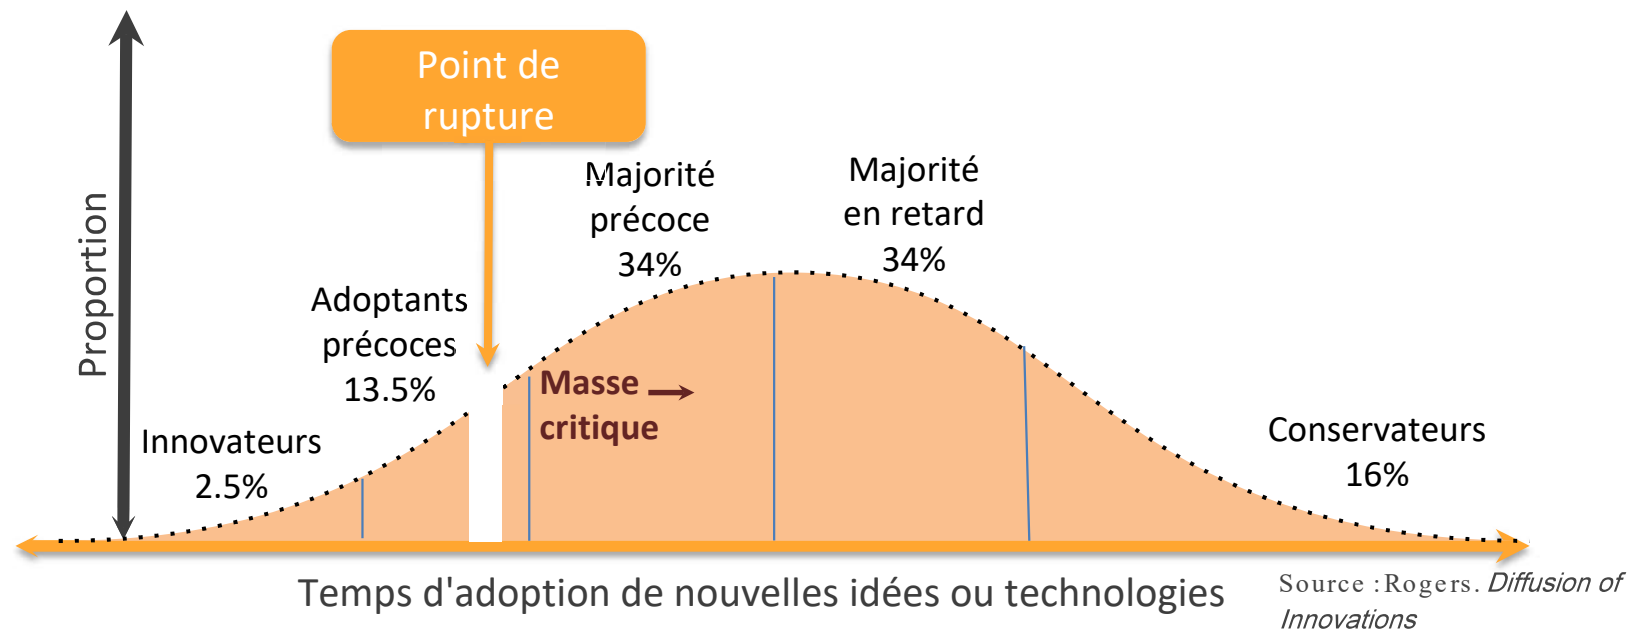 Point de
rupture
Proportion
Innovateurs
2.5%
Adoptants
précoces
13.5%
Majorité
précoce
34%
Majorité
en retard
34%
Masse
critique
Conservateurs
16%
Temps d'adoption de nouvelles idées ou technologies
Source :Rogers. Diffusion of
Innovations